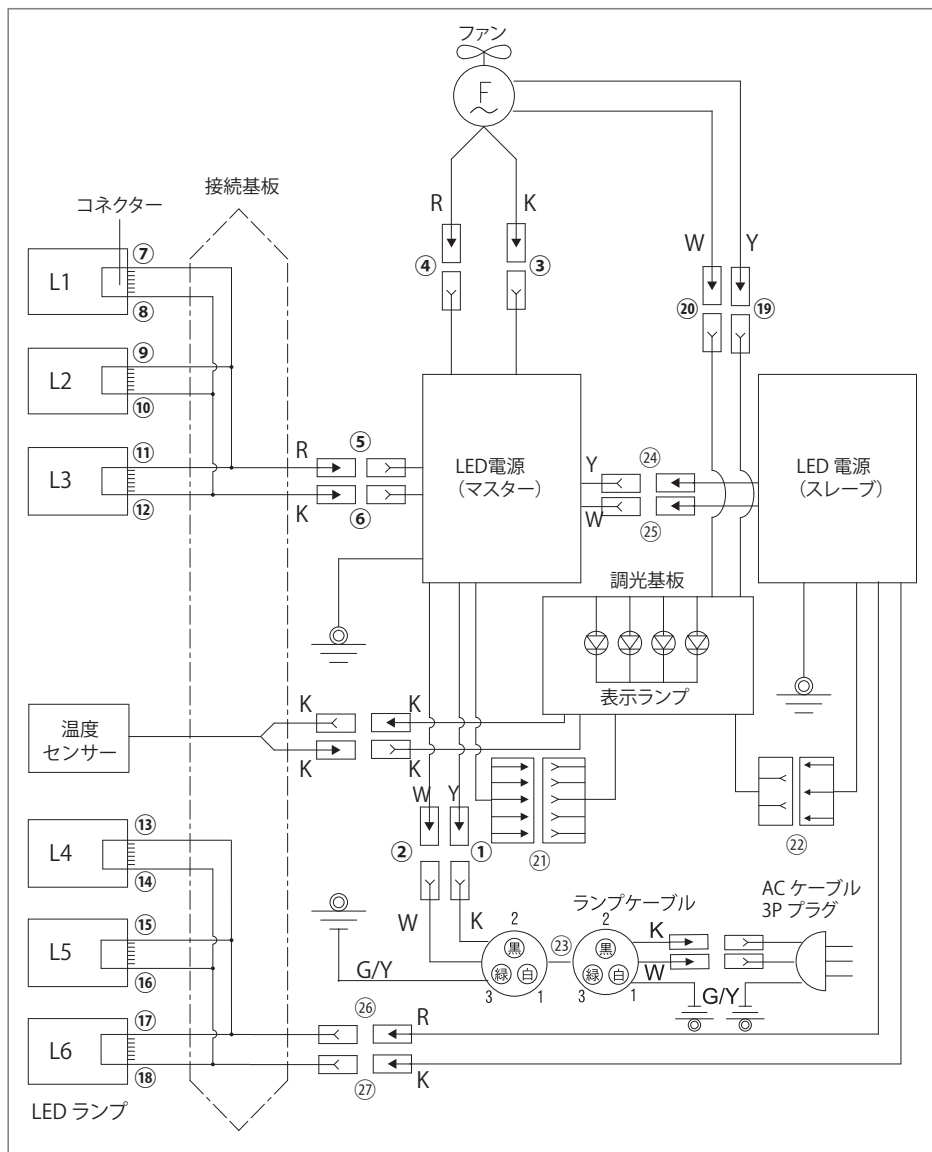 ファン
F
接続基板
コネクター
R
K
W
Y
④
③
⑳
⑲
L1
⑦
⑧
L2
⑨
⑩
L3
⑪
⑫
R
⑤
K
⑥
LED電源
（マスター）
Y
㉔
W
㉕
LED 電源
（スレーブ）
調光基板
表示ランプ
温度
センサー
K
K
K
K
W
Y
②
①
㉑
㉒
W
K
G/Y
2
黒
緑
白
3
1
㉓
ランプケーブル
2
黒
緑
白
3
1
K
W
G/Y
AC ケーブル
3P プラグ
L4
⑬
⑭
L5
⑮
⑯
L6
⑰
⑱
㉖
R
㉗
K
LED ランプ